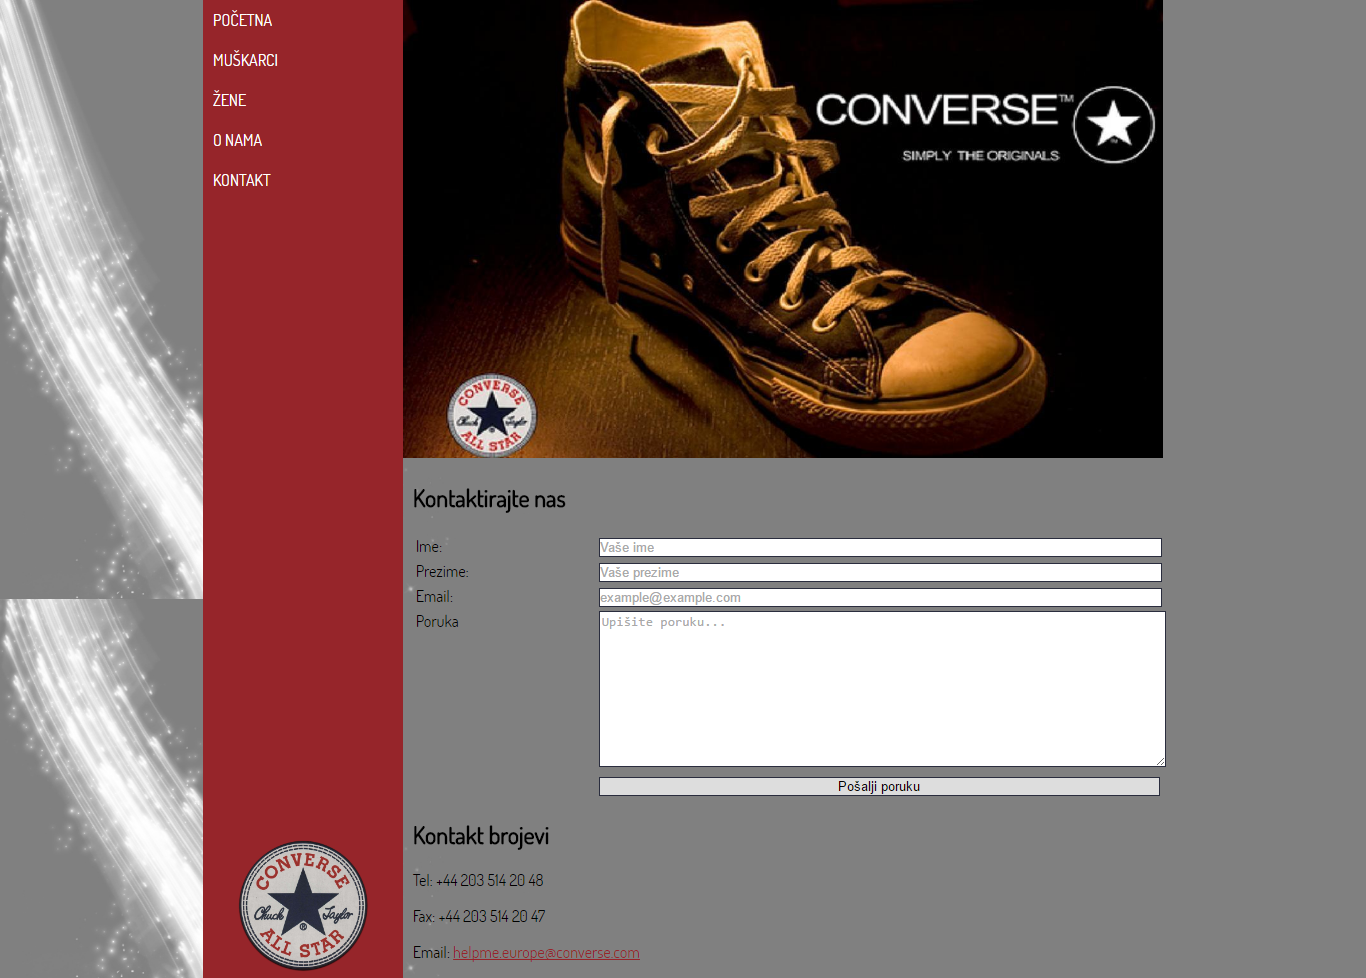 POČETNA
MUŠKARCI
ŽENE
O NAMA
KONTAKT
CONVERSE™
SIMPLY THE ORIGINALS
CONVERSE
Chuck Taylor
ALL STAR
Kontaktirajte nas
Ime:
Vaše ime
Prezime:
Vaše prezime
Email:
example@example.com
Poruka
Upišite poruku...
Pošalji poruku
Kontakt brojevi
Tel: +44 203 514 20 48
Fax: +44 203 514 20 47
Email: helpme.europe@converse.com
CONVERSE
Chuck Taylor
®
ALL STAR